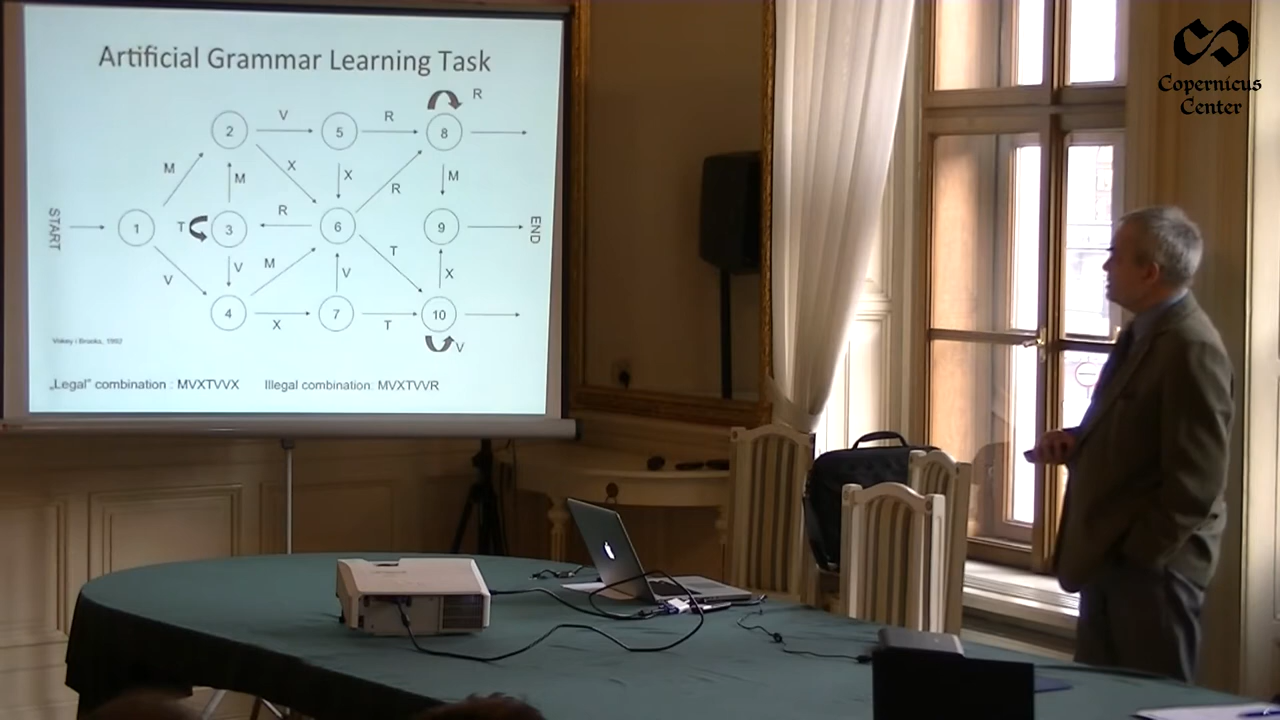 Artificial Grammar Learning Task
R
2 V 5 R 8
M X X M
M R
START 1 T 3 R 6 9 END
T
V V M V X
4 X 7 T 10
V
Vokey i Brooks, 1992
„Legal” combination : MVXTVVX Illegal combination: MVXTVVR
Copernicus
Center